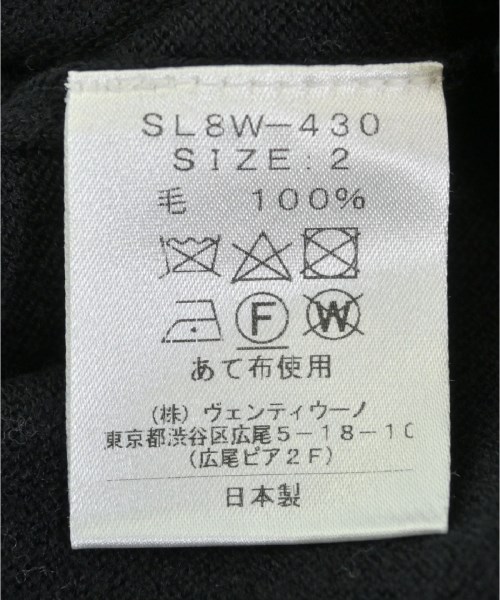 SL8W-430
SIZE:2
毛 100%
F W
あて布使用
(株) ヴェンティウーノ
東京都渋谷区広尾5-18-10
(広尾ピア2F)
日本製